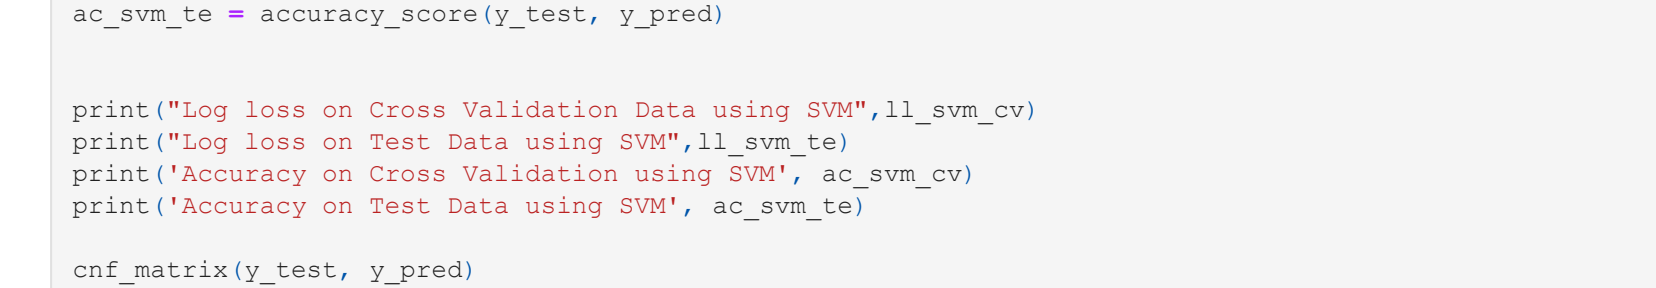 ac_svm_te = accuracy_score(y_test, y_pred)
print("Log loss on Cross Validation Data using SVM",ll_svm_cv)
print("Log loss on Test Data using SVM",ll_svm_te)
print('Accuracy on Cross Validation using SVM', ac_svm_cv)
print('Accuracy on Test Data using SVM', ac_svm_te)
cnf_matrix(y_test, y_pred)